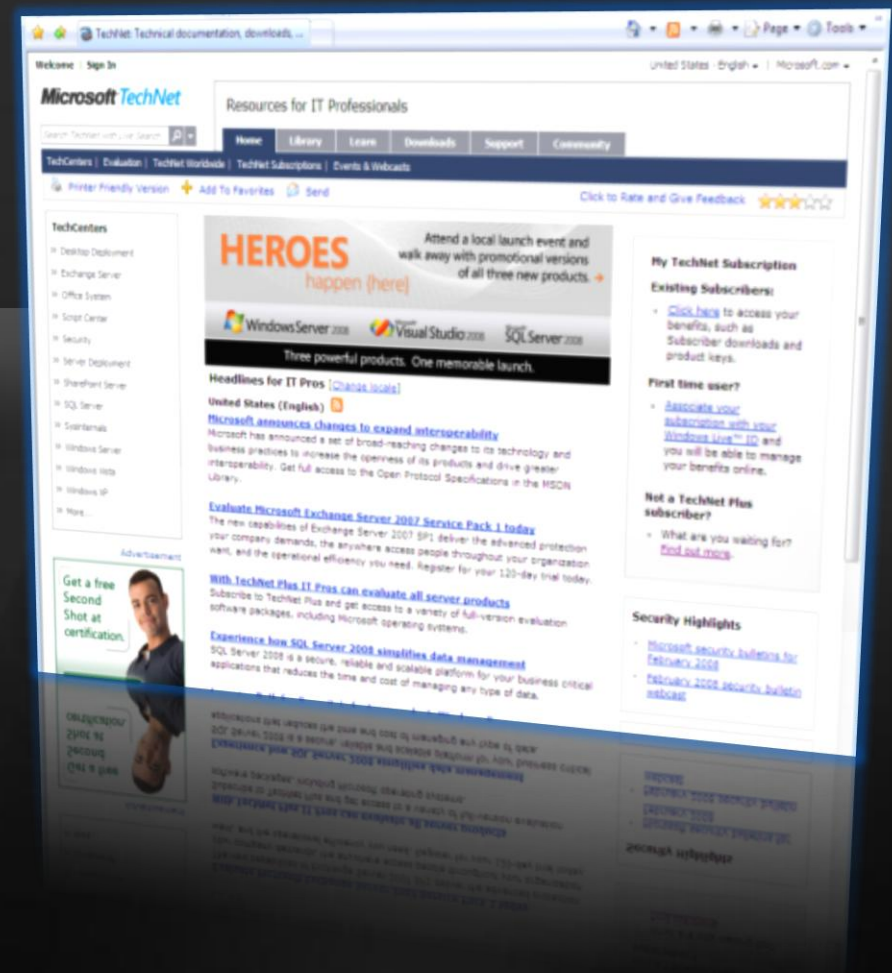 TechNet: Technical documentation, downloads, ...
Page
Tools
Welcome | Sign In
United States - English | Microsoft.com
Microsoft TechNet
Resources for IT Professionals
Search TechNet with Live Search
Home Library Learn Downloads Support Community
TechCenters | Evaluation | TechNet Worldwide | TechNet Subscriptions | Events & Webcasts
Printer Friendly Version Add To Favorites Send
Click to Rate and Give Feedback
TechCenters
» Desktop Deployment
» Exchange Server
» Office System
» Script Center
» Security
» Server Deployment
» SharePoint Server
» SQL Server
» Sysinternals
» Windows Server
» Windows Vista
» Windows XP
» More...
Advertisement
Get a free
Second
Shot at
certification.
HEROES
happen {here}
Attend a local launch event and
walk away with promotional versions
of all three new products.
Windows Server 2008
Microsoft Visual Studio 2008
Microsoft SQL Server 2008
Three powerful products. One memorable launch.
Headlines for IT Pros [Change locale]
United States (English)
Microsoft announces changes to expand interoperability
Microsoft has announced a set of broad-reaching changes to its technology and
business practices to increase the openness of its products and drive greater
interoperability. Get full access to the Open Protocol Specifications in the MSDN
Library.
Evaluate Microsoft Exchange Server 2007 Service Pack 1 today
The new capabilities of Exchange Server 2007 SP1 deliver the advanced protection
your company demands, the anywhere access people throughout your organization
want, and the operational efficiency you need. Register for your 120-day trial today.
With TechNet Plus IT Pros can evaluate all server products
Subscribe to TechNet Plus and get access to a variety of full-version evaluation
software packages, including Microsoft operating systems.
Experience how SQL Server 2008 simplifies data management
SQL Server 2008 is a secure, reliable and scalable platform for your business critical
applications that reduces the time and cost of managing any type of data.
My TechNet Subscription
Existing Subscribers:
Click here to access your
benefits, such as
Subscriber downloads and
product keys.
First time user?
Associate your
subscription with your
Windows Live™ ID and
you will be able to manage
your benefits online.
Not a TechNet Plus
subscriber?
What are you waiting for?
Find out more.
Security Highlights
Microsoft security bulletins for
February 2008
February 2008 security bulletin
webcast